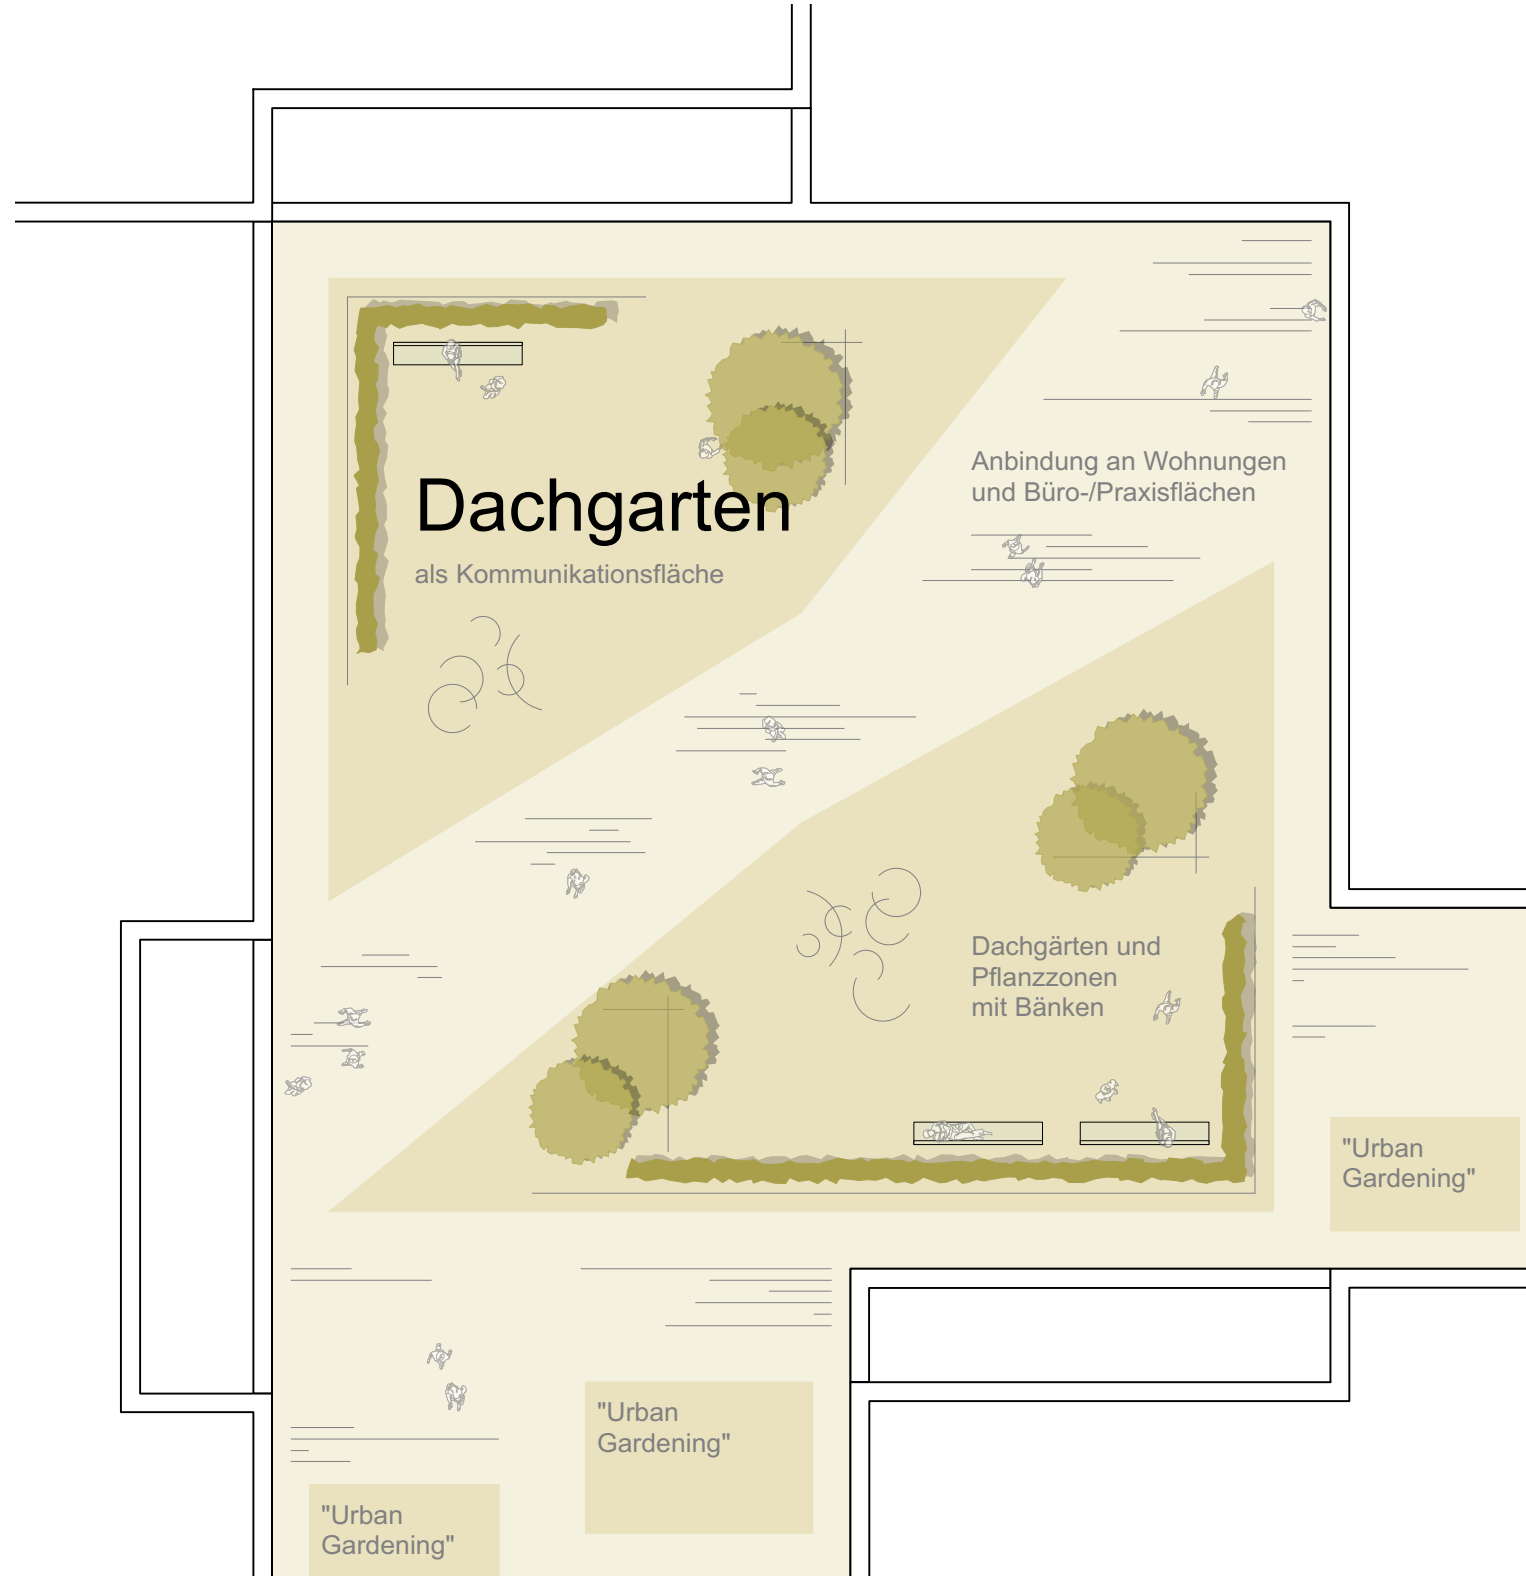 Anbindung an Wohnungen
und Büro-/Praxisflächen
Dachgarten
als Kommunikationsfläche
Dachgärten und
Pflanzzonen
mit Bänken
"Urban
Gardening"
"Urban
Gardening"
"Urban
Gardening"